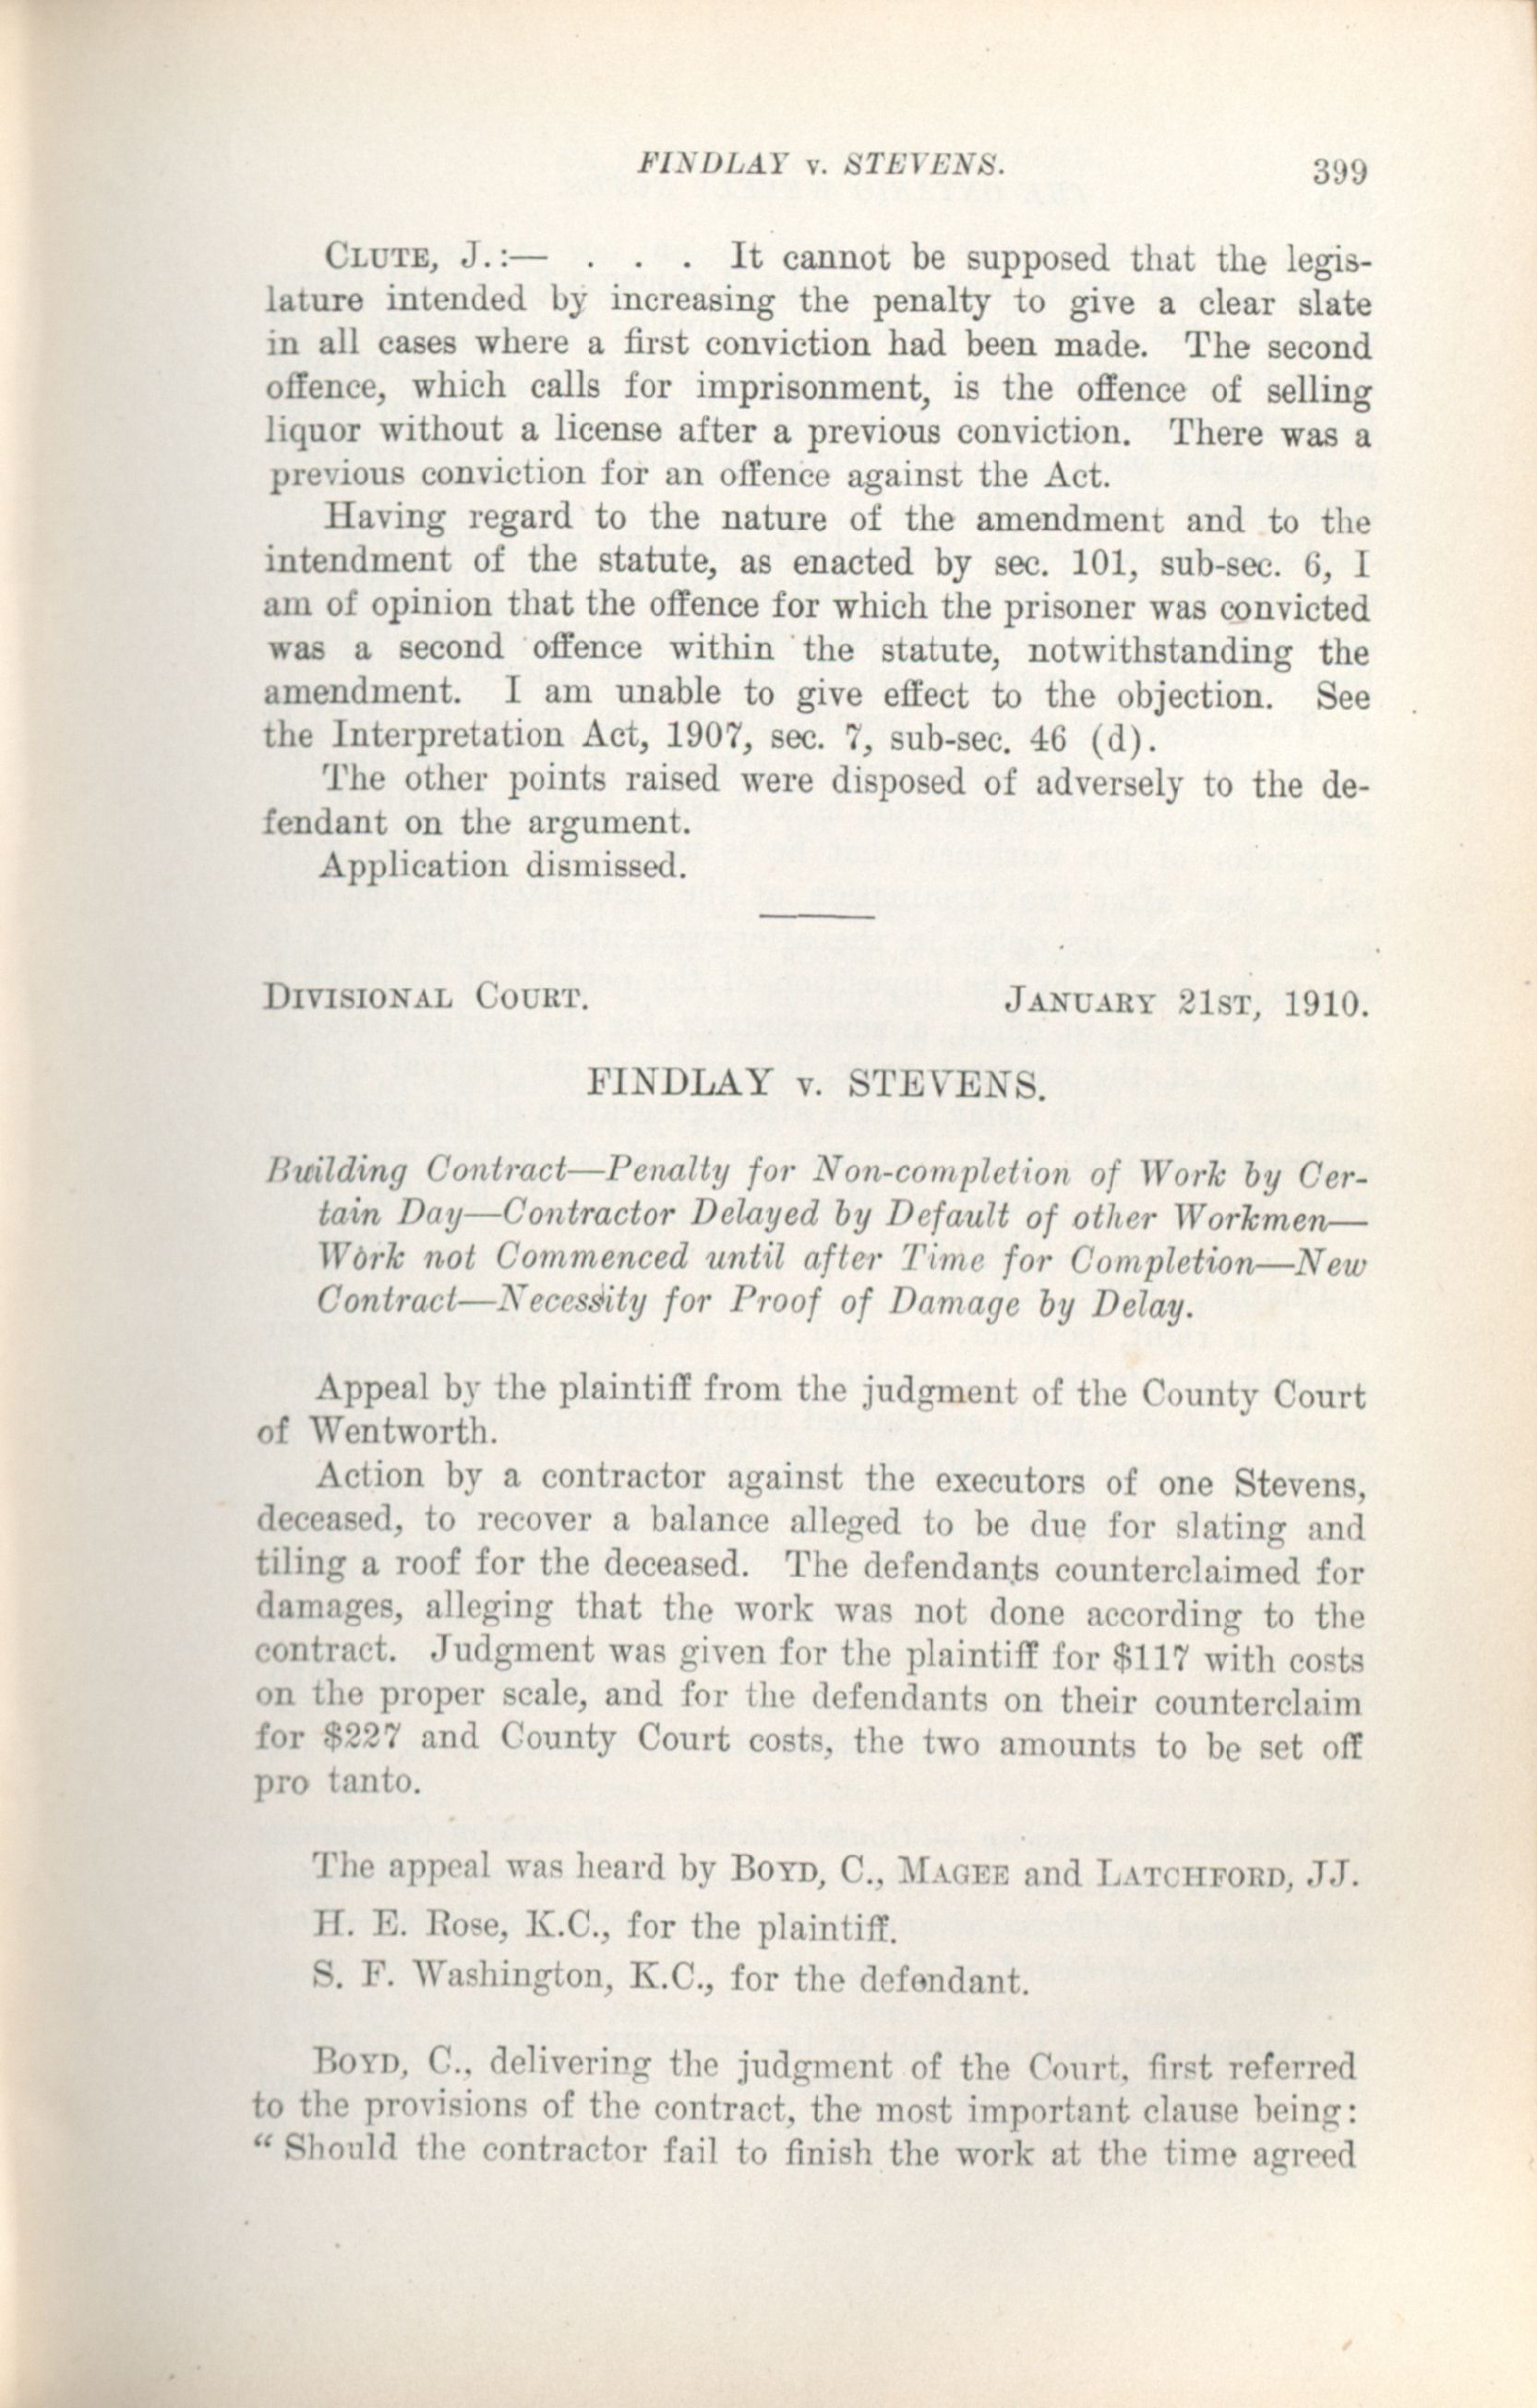 FINDLAY v. STEVENS. 399
CLUTE, J.:— . . . It cannot be supposed that the legis-
lature intended by increasing the penalty to give a clear slate
in all cases where a first conviction had been made. The second
offence, which calls for imprisonment, is the offence of selling
liquor without a license after a previous conviction. There was a
previous conviction for an offence against the Act.
Having regard to the nature of the amendment and to the
intendment of the statute, as enacted by sec. 101, sub-sec. 6, I
am of opinion that the offence for which the prisoner was convicted
was a second offence within the statute, notwithstanding the
amendment. I am unable to give effect to the objection. See
the Interpretation Act, 1907, sec. 7, sub-sec. 46 (d).
The other points raised were disposed of adversely to the de-
fendant on the argument.
Application dismissed.
DIVISIONAL COURT. JANUARY 21ST, 1910.
FINDLAY v. STEVENS.
Building Contract—Penalty for Non-completion of Work by Cer-
tain Day—Contractor Delayed by Default of other Workmen—
Work not Commenced until after Time for Completion—New
Contract—Necessity for Proof of Damage by Delay.
Appeal by the plaintiff from the judgment of the County Court
of Wentworth.
Action by a contractor against the executors of one Stevens,
deceased, to recover a balance alleged to be due for slating and
tiling a roof for the deceased. The defendants counterclaimed for
damages, alleging that the work was not done according to the
contract. Judgment was given for the plaintiff for $117 with costs
on the proper scale, and for the defendants on their counterclaim
for $227 and County Court costs, the two amounts to be set off
pro tanto.
The appeal was heard by BOYD, C., MAGEE and LATCHFORD, JJ.
H. E. Rose, K.C., for the plaintiff.
S. F. Washington, K.C., for the defendant.
BOYD, C., delivering the judgment of the Court, first referred
to the provisions of the contract, the most important clause being:
“ Should the contractor fail to finish the work at the time agreed